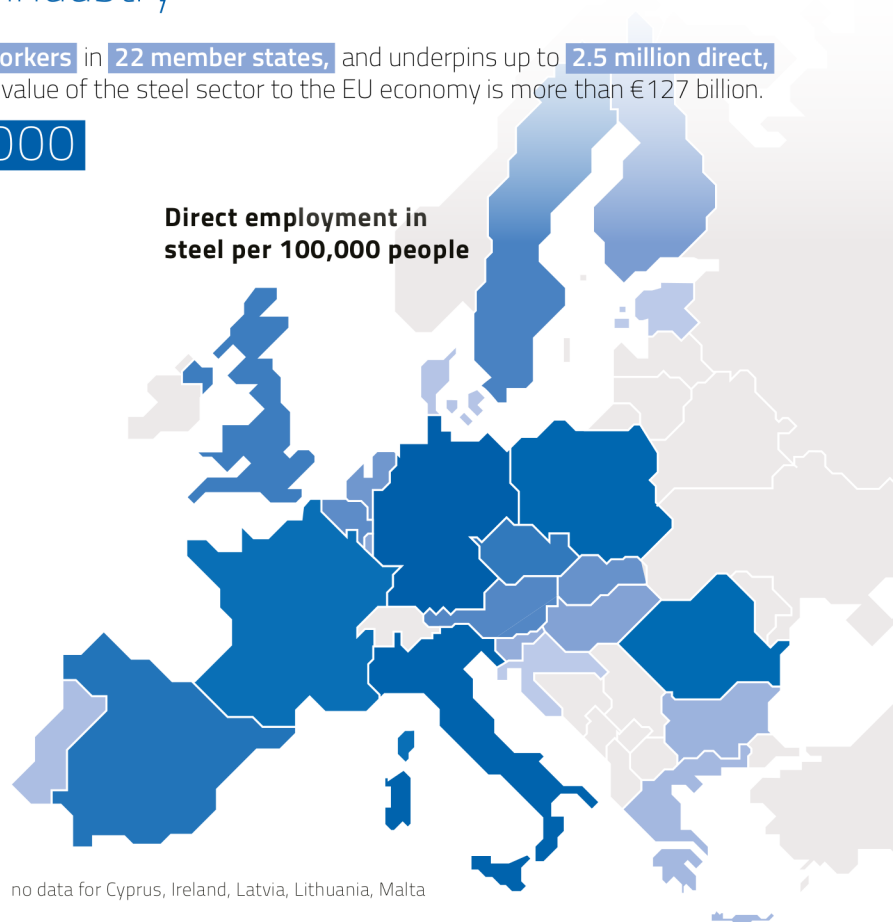 industry
workers in 22 member states, and underpins up to 2.5 million direct,
value of the steel sector to the EU economy is more than €127 billion.
000
Direct employment in
steel per 100,000 people
no data for Cyprus, Ireland, Latvia, Lithuania, Malta